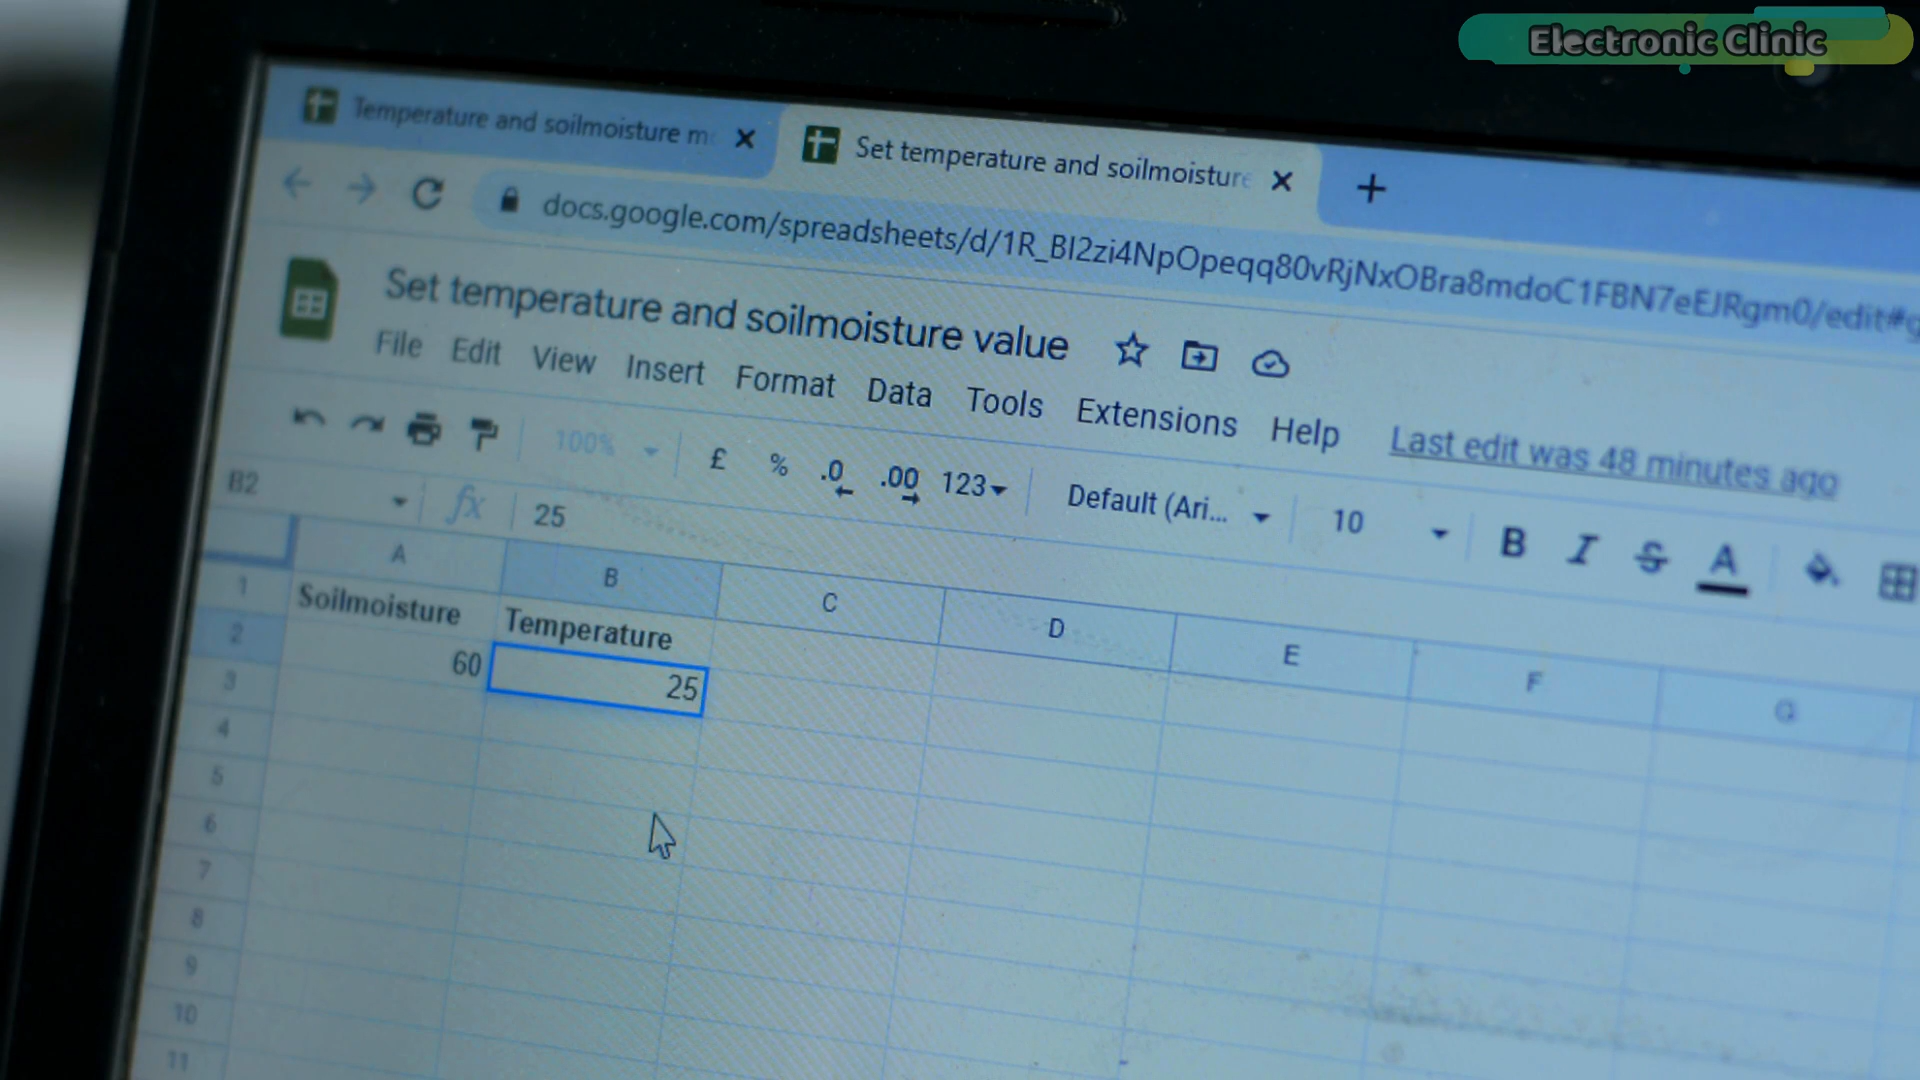 Electronic Clinic
Temperature and soilmoisture m
Set temperature and soilmoisture
docs.google.com/spreadsheets/d/1R_BI2zi4NpOpeqq80vRjNxOBra8mdoC1FBN7eEJRgm0/edit#g
Set temperature and soilmoisture value
File Edit View Insert Format Data Tools Extensions Help Last edit was 48 minutes ago
100% £ % .0 .00 123 Default (Ari... 10 B I S A
B2 fx 25
A B C D E F G
1 Soilmoisture Temperature
2 60 25
3
4
5
6
7
8
9
10
11